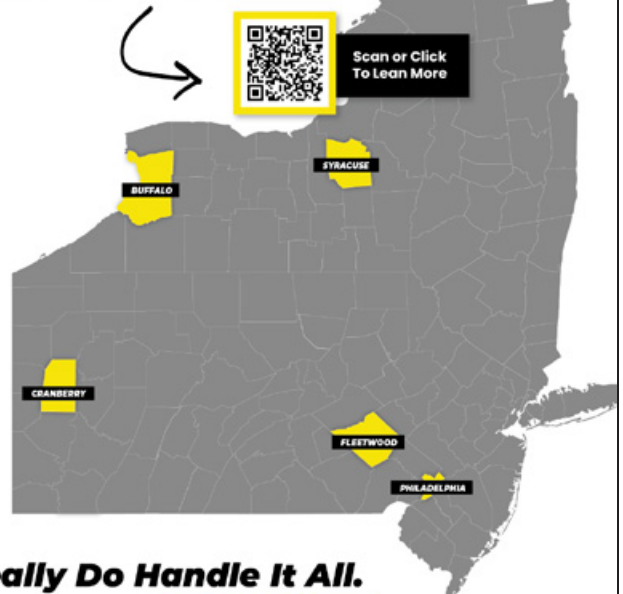 Scan or Click
To Lean More
SYRACUSE
BUFFALO
CRANBERRY
FLEETWOOD
PHILADELPHIA
ally Do Handle It All.